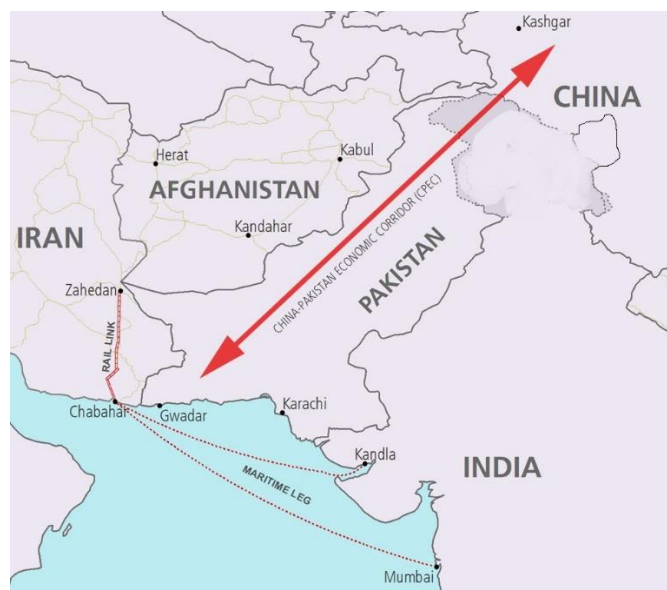 Kashgar
CHINA
Herat
Kabul
AFGHANISTAN
Kandahar
IRAN
CHINA-PAKISTAN ECONOMIC CORRIDOR (CPEC)
PAKISTAN
Zahedan
RAIL LINK
Chabahar
Gwadar
Karachi
Kandla
INDIA
MARITIME LEG
Mumbai